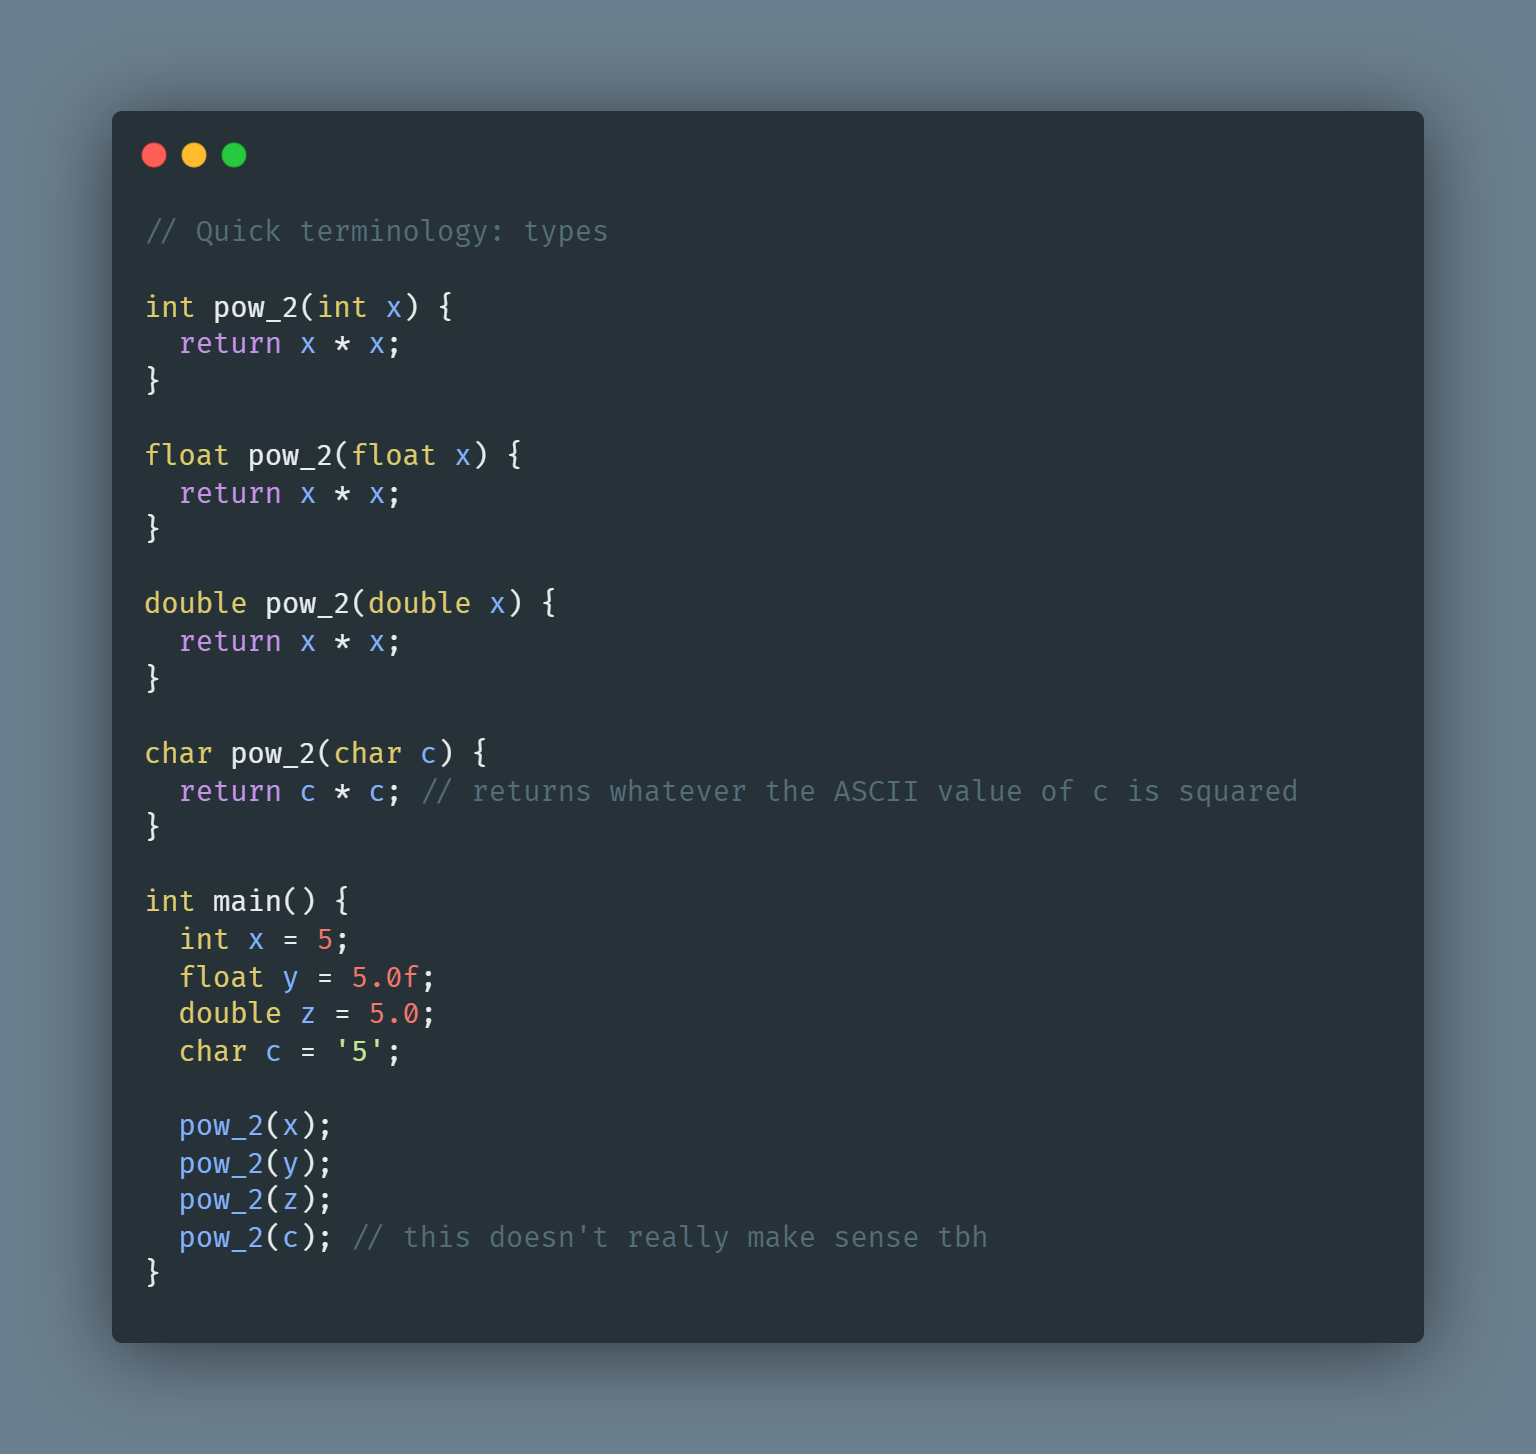 // Quick terminology: types

int pow_2(int x) {
  return x * x;
}

float pow_2(float x) {
  return x * x;
}

double pow_2(double x) {
  return x * x;
}

char pow_2(char c) {
  return c * c; // returns whatever the ASCII value of c is squared
}

int main() {
  int x = 5;
  float y = 5.0f;
  double z = 5.0;
  char c = '5';

  pow_2(x);
  pow_2(y);
  pow_2(z);
  pow_2(c); // this doesn't really make sense tbh
}